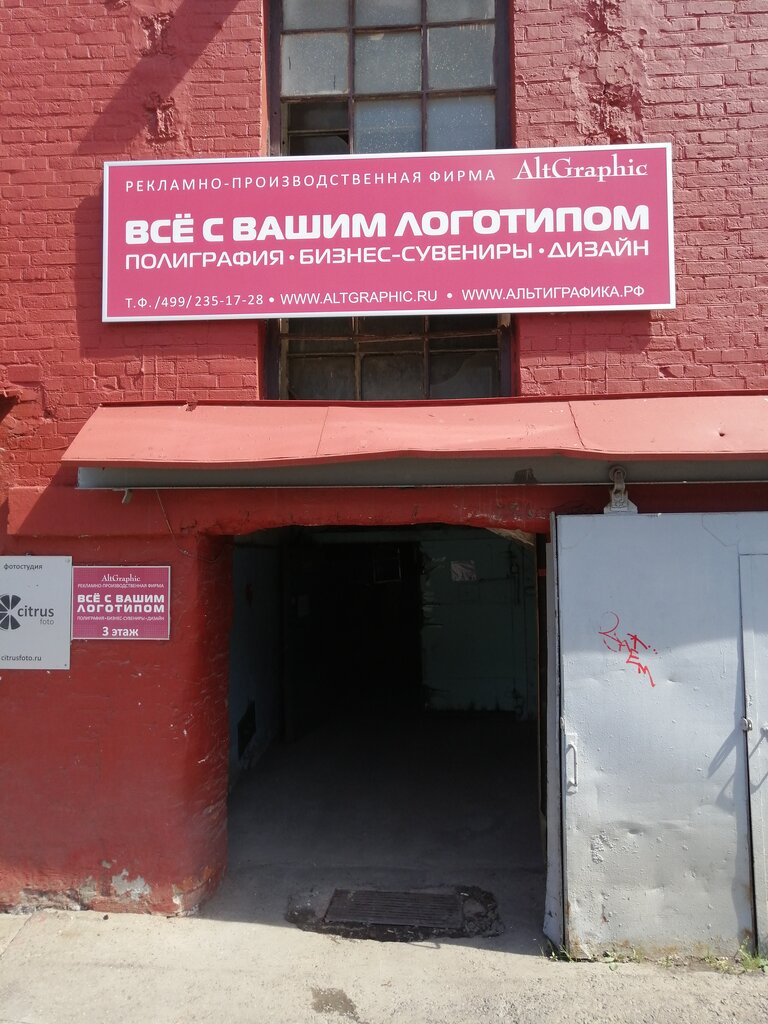 РЕКЛАМНО-ПРОИЗВОДСТВЕННАЯ ФИРМА AltGraphic
ВСЁ С ВАШИМ ЛОГОТИПОМ
ПОЛИГРАФИЯ • БИЗНЕС-СУВЕНИРЫ • ДИЗАЙН
Т.Ф. /499/ 235-17-28 • WWW.ALTGRAPHIC.RU • WWW.АЛЬТИГРАФИКА.РФ
фотостудия
citrus
foto
citrusfoto.ru
AltGraphic
РЕКЛАМНО-ПРОИЗВОДСТВЕННАЯ ФИРМА
ВСЁ С ВАШИМ
ЛОГОТИПОМ
ПОЛИГРАФИЯ • БИЗНЕС-СУВЕНИРЫ • ДИЗАЙН
3 этаж